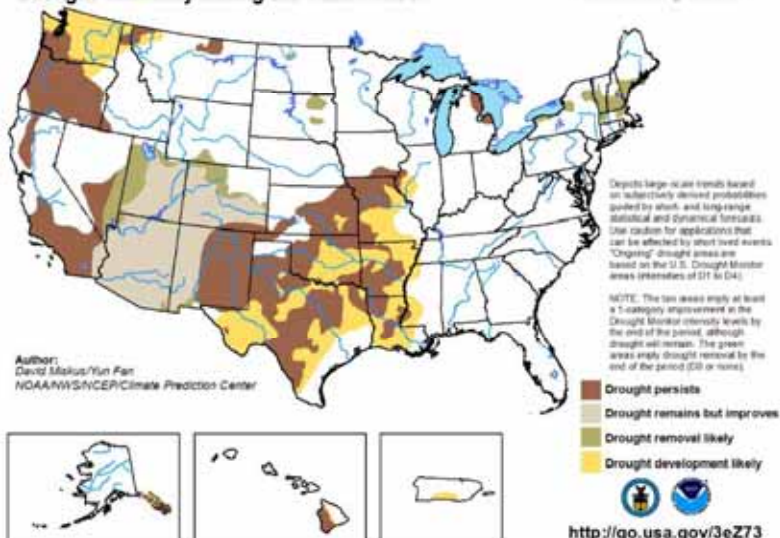 Author:
David Miskus/Yun Fan
NOAA/NWS/NCEP/Climate Prediction Center
Depicts large-scale trends based
on subjectively derived probabilities
guided by short- and long-range
statistical and dynamical forecasts.
Use caution for applications that
can be affected by short lived events.
"Ongoing" drought areas are
based on the U.S. Drought Monitor
areas (intensities of D1 to D4).
NOTE: The tan areas imply at least
a 1-category improvement in the
Drought Monitor intensity levels by
the end of the period, although
drought will remain. The green
areas imply drought removal by the
end of the period (D0 or none).
Drought persists
Drought remains but improves
Drought removal likely
Drought development likely
http://go.usa.gov/3eZ73